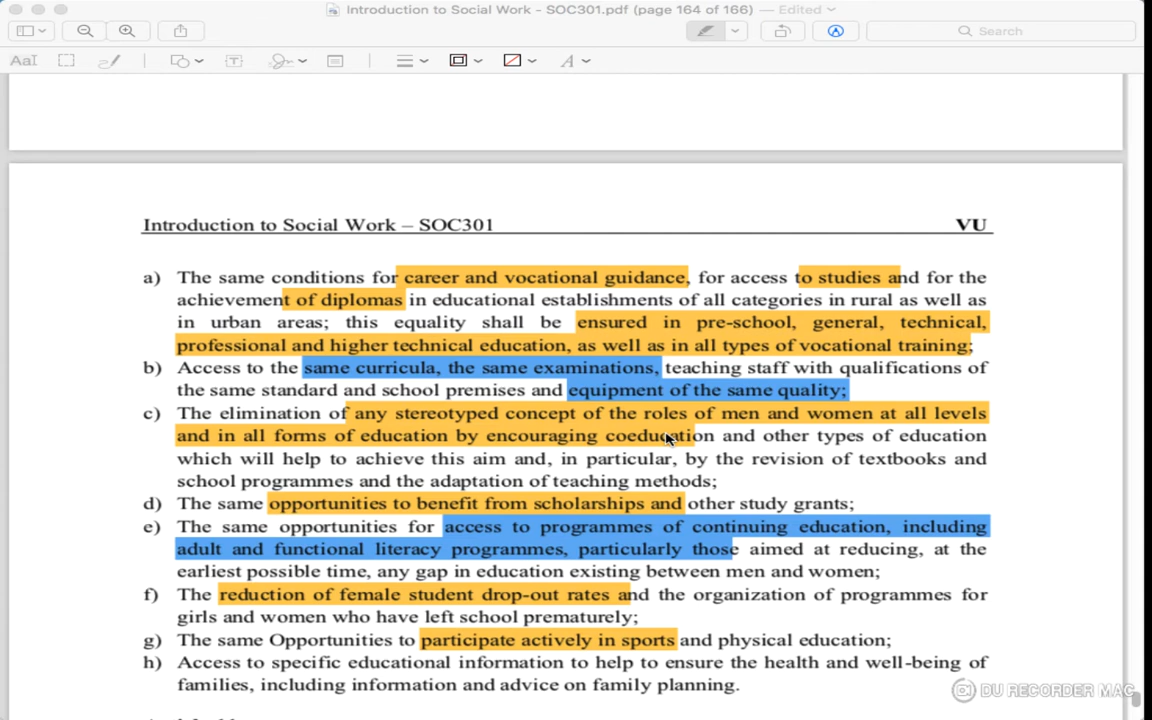 Introduction to Social Work - SOC301.pdf (page 164 of 166) — Edited
Search
AaI
T
A
Introduction to Social Work – SOC301 VU
a) The same conditions for career and vocational guidance, for access to studies and for the
achievement of diplomas in educational establishments of all categories in rural as well as
in urban areas; this equality shall be ensured in pre-school, general, technical,
professional and higher technical education, as well as in all types of vocational training;
b) Access to the same curricula, the same examinations, teaching staff with qualifications of
the same standard and school premises and equipment of the same quality;
c) The elimination of any stereotyped concept of the roles of men and women at all levels
and in all forms of education by encouraging coeducation and other types of education
which will help to achieve this aim and, in particular, by the revision of textbooks and
school programmes and the adaptation of teaching methods;
d) The same opportunities to benefit from scholarships and other study grants;
e) The same opportunities for access to programmes of continuing education, including
adult and functional literacy programmes, particularly those aimed at reducing, at the
earliest possible time, any gap in education existing between men and women;
f) The reduction of female student drop-out rates and the organization of programmes for
girls and women who have left school prematurely;
g) The same Opportunities to participate actively in sports and physical education;
h) Access to specific educational information to help to ensure the health and well-being of
families, including information and advice on family planning.
DU RECORDER MAC